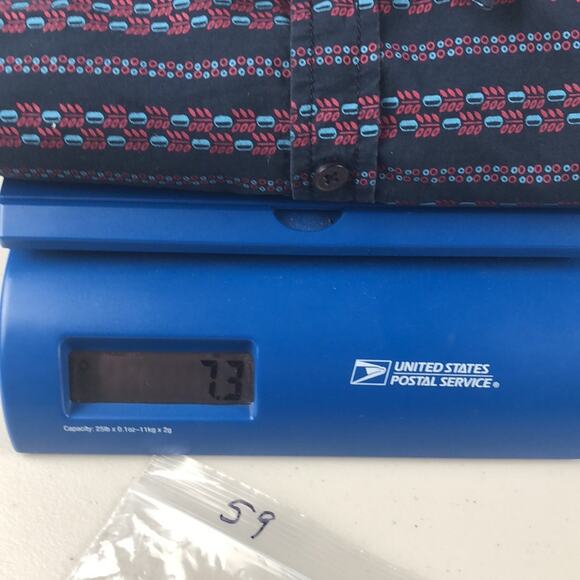 7.3
UNITED STATES
POSTAL SERVICE®
Capacity: 25lb x 0.1oz-11kg x 2g
59